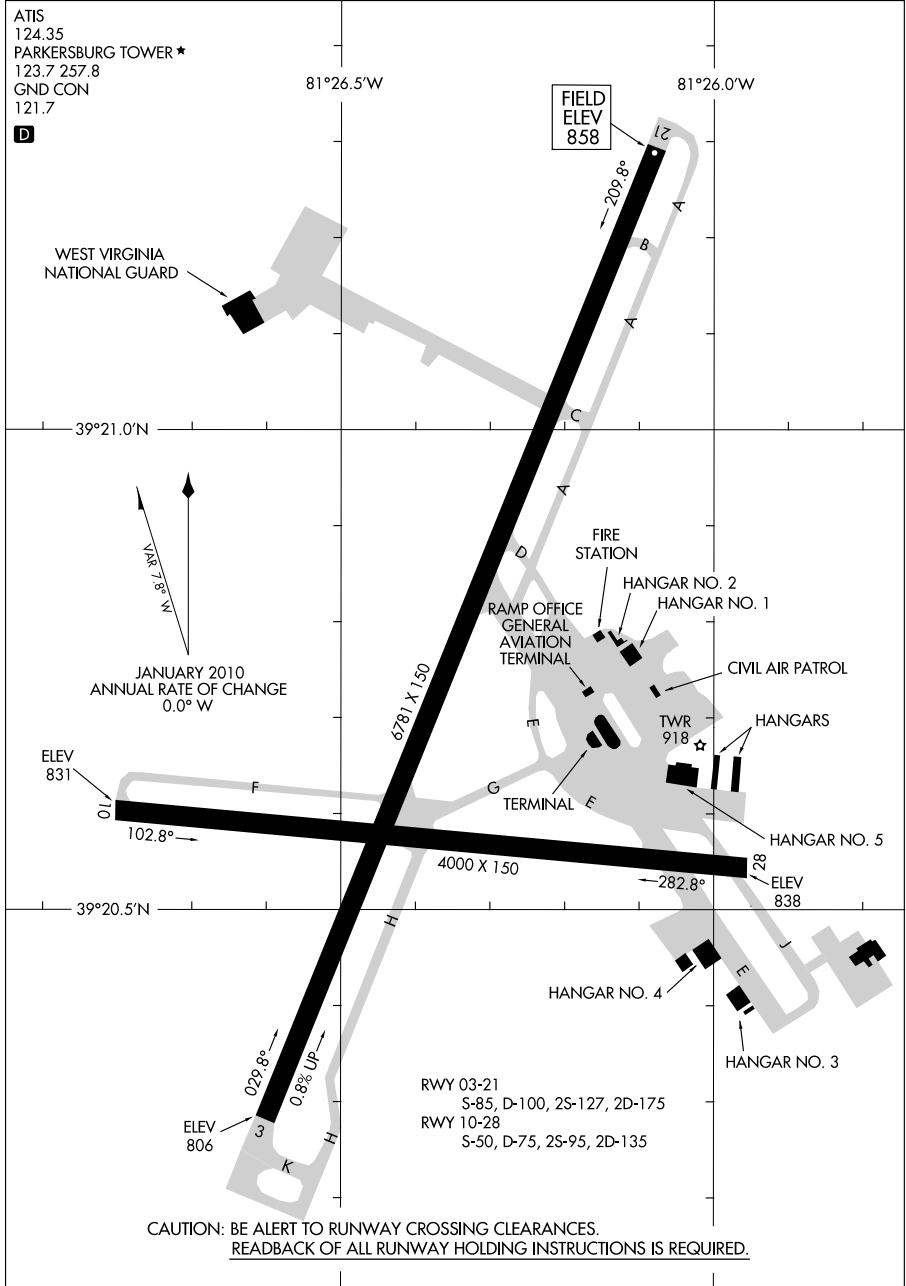 ATIS
124.35
PARKERSBURG TOWER ★
123.7 257.8
GND CON
121.7
D
81°26.5'W
81°26.0'W
FIELD
ELEV
858
21
209.8°
A
B
WEST VIRGINIA
NATIONAL GUARD
A
C
39°21.0'N
A
VAR 7.8° W
D
FIRE
STATION
HANGAR NO. 2
HANGAR NO. 1
RAMP OFFICE
GENERAL
AVIATION
TERMINAL
CIVIL AIR PATROL
JANUARY 2010
ANNUAL RATE OF CHANGE
0.0° W
6781 X 150
E
TWR
918
HANGARS
ELEV
831
F
G
E
TERMINAL
10
102.8°
HANGAR NO. 5
4000 X 150
28
282.8°
ELEV
838
39°20.5'N
H
J
E
HANGAR NO. 4
HANGAR NO. 3
029.8°
0.8% UP
RWY 03-21
S-85, D-100, 2S-127, 2D-175
RWY 10-28
S-50, D-75, 2S-95, 2D-135
ELEV
806
3
H
K
CAUTION: BE ALERT TO RUNWAY CROSSING CLEARANCES.
READBACK OF ALL RUNWAY HOLDING INSTRUCTIONS IS REQUIRED.